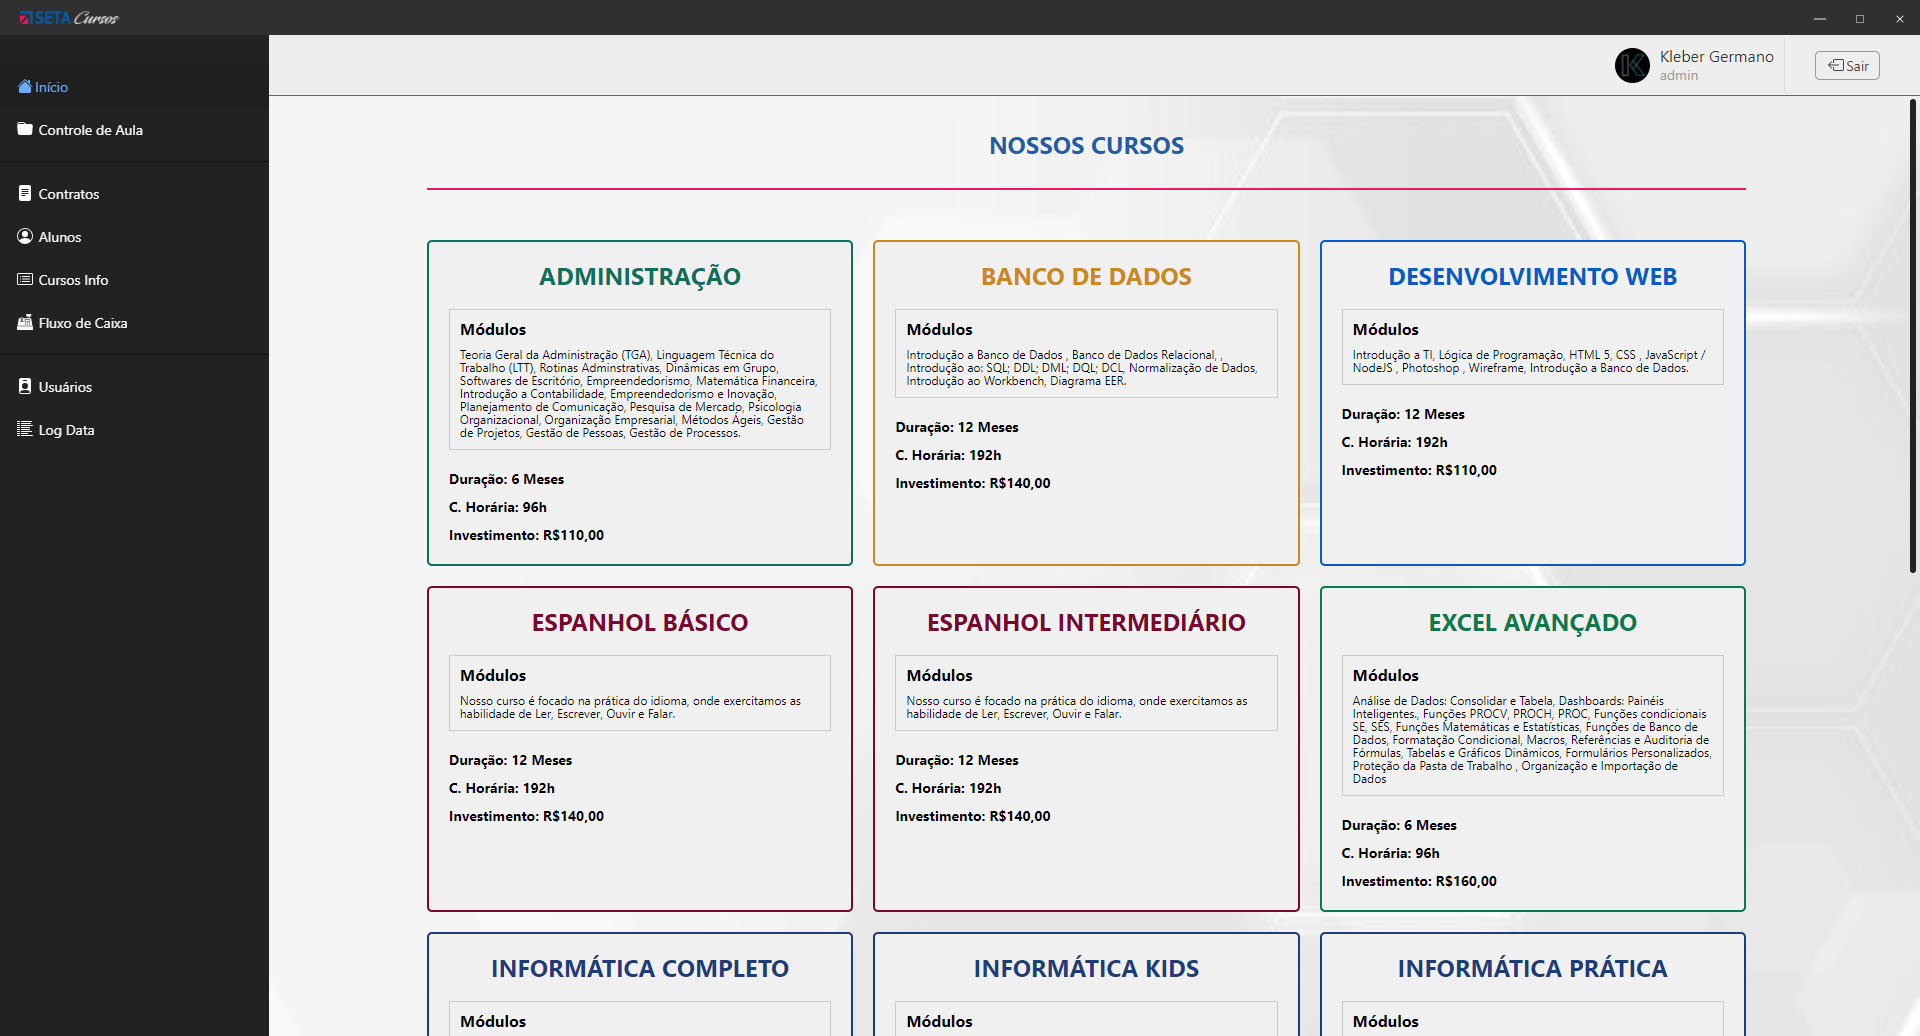 SETA Cursos
Kleber Germano
admin
Sair
Início
Controle de Aula
Contratos
Alunos
Cursos Info
Fluxo de Caixa
Usuários
Log Data
NOSSOS CURSOS
ADMINISTRAÇÃO
Módulos
Teoria Geral da Administração (TGA), Linguagem Técnica do
Trabalho (LTT), Rotinas Adminstrativas, Dinâmicas em Grupo,
Softwares de Escritório, Empreendedorismo, Matemática Financeira,
Introdução a Contabilidade, Empreendedorismo e Inovação,
Planejamento de Comunicação, Pesquisa de Mercado, Psicologia
Organizacional, Organização Empresarial, Métodos Ágeis, Gestão
de Projetos, Gestão de Pessoas, Gestão de Processos.
Duração: 6 Meses
C. Horária: 96h
Investimento: R$110,00
BANCO DE DADOS
Módulos
Introdução a Banco de Dados , Banco de Dados Relacional, ,
Introdução ao: SQL; DDL; DML; DQL; DCL, Normalização de Dados,
Introdução ao Workbench, Diagrama EER.
Duração: 12 Meses
C. Horária: 192h
Investimento: R$140,00
DESENVOLVIMENTO WEB
Módulos
Introdução a TI, Lógica de Programação, HTML 5, CSS , JavaScript /
NodeJS , Photoshop , Wireframe, Introdução a Banco de Dados.
Duração: 12 Meses
C. Horária: 192h
Investimento: R$110,00
ESPANHOL BÁSICO
Módulos
Nosso curso é focado na prática do idioma, onde exercitamos as
habilidade de Ler, Escrever, Ouvir e Falar.
Duração: 12 Meses
C. Horária: 192h
Investimento: R$140,00
ESPANHOL INTERMEDIÁRIO
Módulos
Nosso curso é focado na prática do idioma, onde exercitamos as
habilidade de Ler, Escrever, Ouvir e Falar.
Duração: 12 Meses
C. Horária: 192h
Investimento: R$140,00
EXCEL AVANÇADO
Módulos
Análise de Dados: Consolidar e Tabela, Dashboards: Painéis
Inteligentes., Funções PROCV, PROCH, PROC, Funções condicionais
SE, SES, Funções Matemáticas e Estatísticas, Funções de Banco de
Dados, Formatação Condicional, Macros, Referências e Auditoria de
Fórmulas, Tabelas e Gráficos Dinâmicos, Formulários Personalizados,
Proteção da Pasta de Trabalho , Organização e Importação de
Dados
Duração: 6 Meses
C. Horária: 96h
Investimento: R$160,00
INFORMÁTICA COMPLETO
Módulos
INFORMÁTICA KIDS
Módulos
INFORMÁTICA PRÁTICA
Módulos